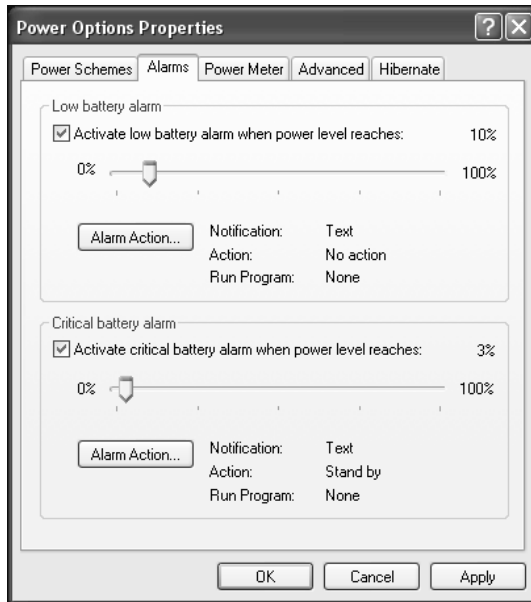 Power Options Properties
Power Schemes Alarms Power Meter Advanced Hibernate
Low battery alarm
Activate low battery alarm when power level reaches: 10%
0% 100%
Alarm Action... Notification: Text
Action: No action
Run Program: None
Critical battery alarm
Activate critical battery alarm when power level reaches: 3%
0% 100%
Alarm Action... Notification: Text
Action: Stand by
Run Program: None
OK Cancel Apply